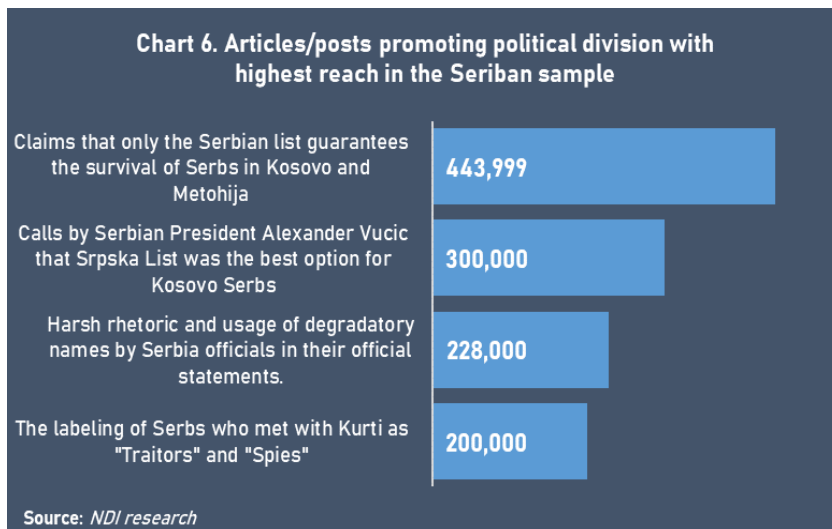 Chart 6. Articles/posts promoting political division with
highest reach in the Seriban sample
Claims that only the Serbian list guarantees
the survival of Serbs in Kosovo and
Metohija
443,999
Calls by Serbian President Alexander Vucic
that Srpska List was the best option for
Kosovo Serbs
300,000
Harsh rhetoric and usage of degradatory
names by Serbia officials in their official
statements.
228,000
The labeling of Serbs who met with Kurti as
"Traitors" and "Spies"
200,000
Source: NDI research